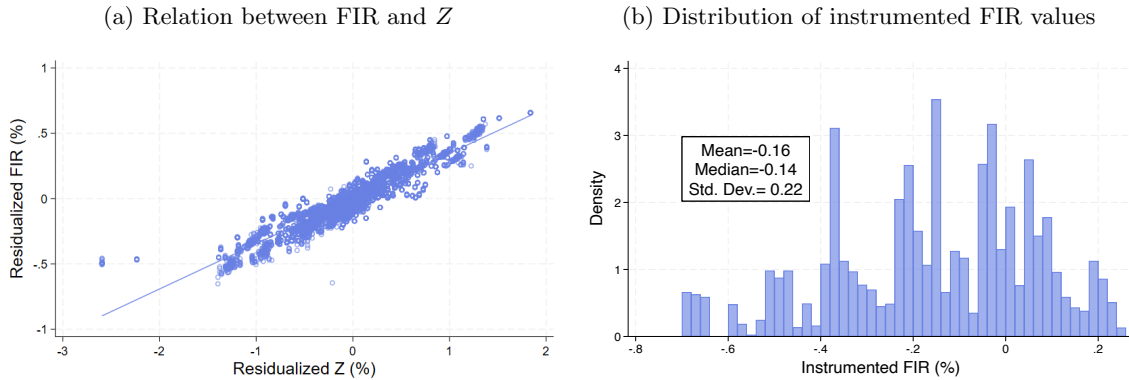 (a) Relation between FIR and Z
Residualized FIR (%)
1
.5
0
-.5
-1
-3
-2
-1
0
1
2
Residualized Z (%)
(b) Distribution of instrumented FIR values
Density
4
3
2
1
0
Mean=-0.16
Median=-0.14
Std. Dev.= 0.22
-.8
-.6
-.4
-.2
0
.2
Instrumented FIR (%)